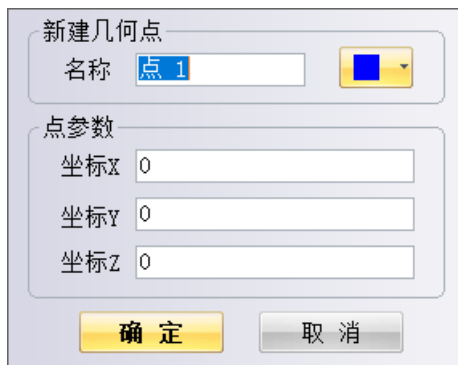 新建几何点
名称 点 1
点参数
坐标X 0
坐标Y 0
坐标Z 0
确 定 取 消